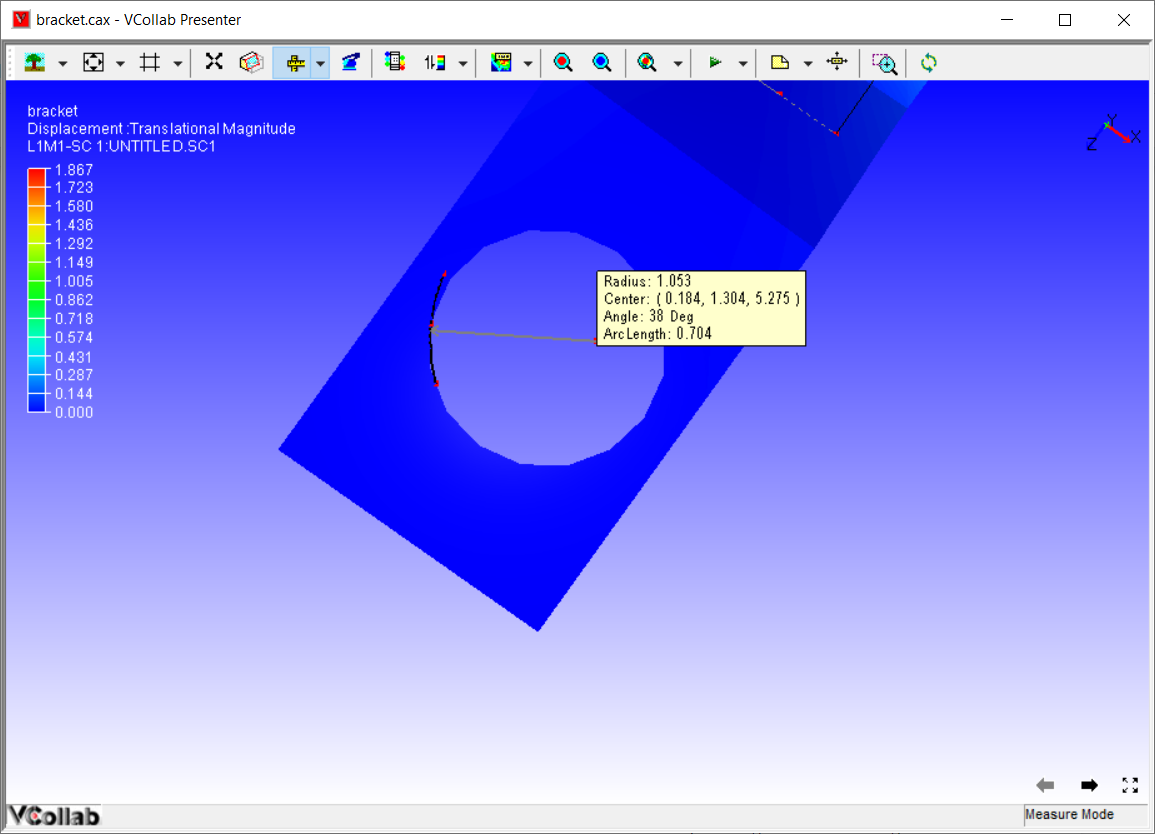 bracket.cax - VCollab Presenter
bracket
Displacement :Translational Magnitude
L1M1-SC 1:UNTITLED.SC1
1.867
1.723
1.580
1.436
1.292
1.149
1.005
0.862
0.718
0.574
0.431
0.287
0.144
0.000
Y
X
Z
Radius: 1.053
Center: ( 0.184, 1.304, 5.275 )
Angle: 38 Deg
ArcLength: 0.704
VCollab
Measure Mode